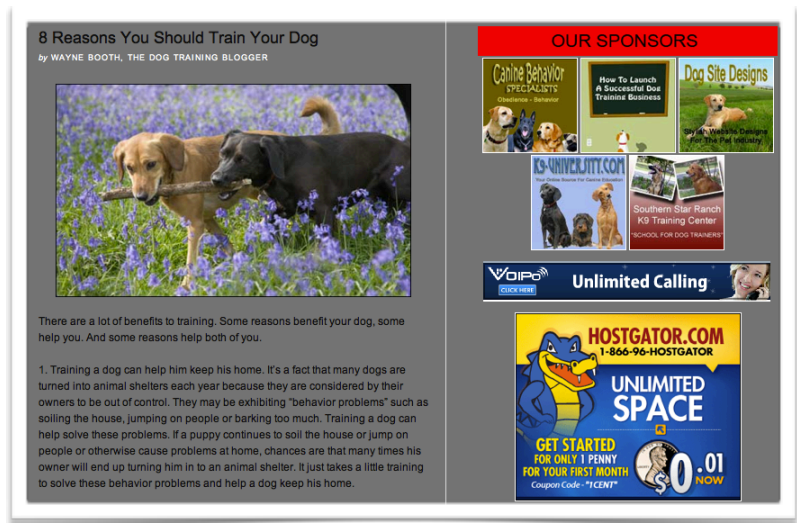 8 Reasons You Should Train Your Dog
by WAYNE BOOTH, THE DOG TRAINING BLOGGER
There are a lot of benefits to training. Some reasons benefit your dog, some
help you. And some reasons help both of you.
1. Training a dog can help him keep his home. It's a fact that many dogs are
turned into animal shelters each year because they are considered by their
owners to be out of control. They may be exhibiting “behavior problems” such as
soiling the house, jumping on people or barking too much. Training a dog can
help solve these problems. If a puppy continues to soil the house or jump on
people or otherwise cause problems at home, chances are that many times his
owner will end up turning him in to an animal shelter. It just takes a little training
to solve these behavior problems and help a dog keep his home.
OUR SPONSORS
Canine Behavior
SPECIALISTS
Obedience - Behavior
How To Launch
A Successful Dog
Training Business
Dog Site Designs
Stylish Website Designs
For The Pet Industry
K9-UNIVERSITY.COM
Your Online Source For Canine Education
Southern Star Ranch
K9 Training Center
"SCHOOL FOR DOG TRAINERS"
VOIPo
CLICK HERE
Unlimited Calling
HOSTGATOR.COM
1-866-96-HOSTGATOR
UNLIMITED
SPACE
GET STARTED
FOR ONLY 1 PENNY
FOR YOUR FIRST MONTH
Coupon Code - "1CENT"
$0.01
NOW